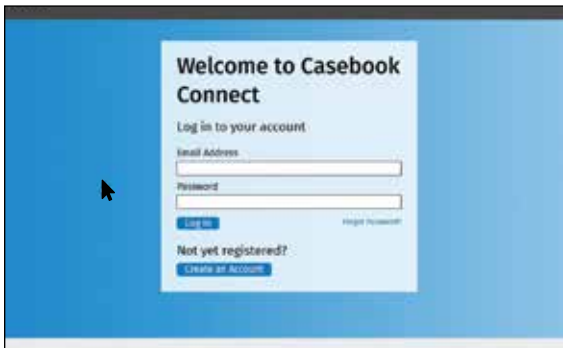 Welcome to Casebook
Connect
Log in to your account
Email Address
Password
Log In
Forgot Password?
Not yet registered?
Create an Account